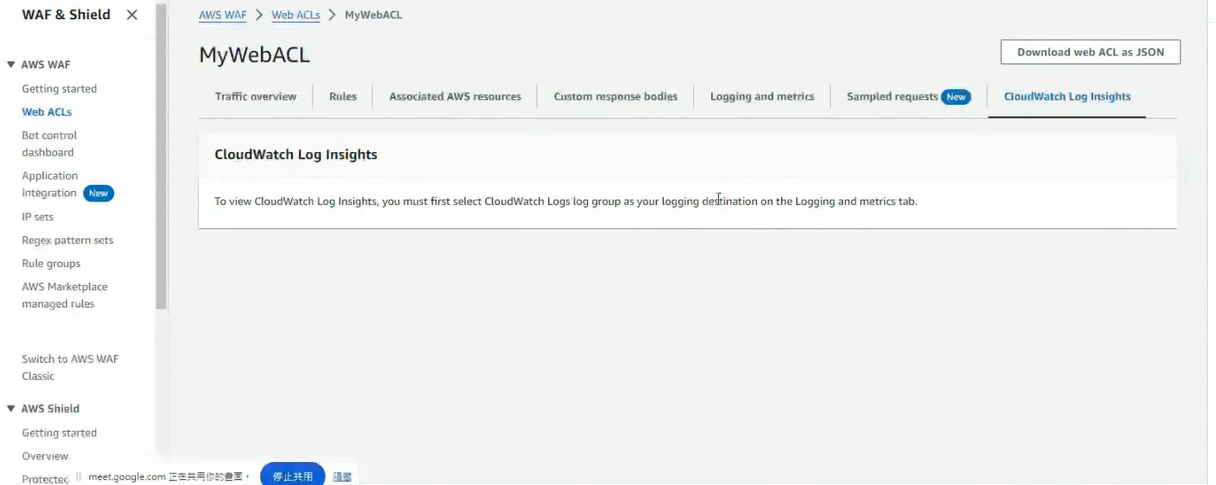 WAF & Shield
AWS WAF
Getting started
Web ACLs
Bot control
dashboard
Application
integration New
IP sets
Regex pattern sets
Rule groups
AWS Marketplace
managed rules
Switch to AWS WAF
Classic
AWS Shield
Getting started
Overview
Protected
AWS WAF > Web ACLs > MyWebACL
MyWebACL
Download web ACL as JSON
Traffic overview
Rules
Associated AWS resources
Custom response bodies
Logging and metrics
Sampled requests New
CloudWatch Log Insights
CloudWatch Log Insights
To view CloudWatch Log Insights, you must first select CloudWatch Logs log group as your logging destination on the Logging and metrics tab.
meet.google.com 正在共用你的畫面。
停止共用
隱藏